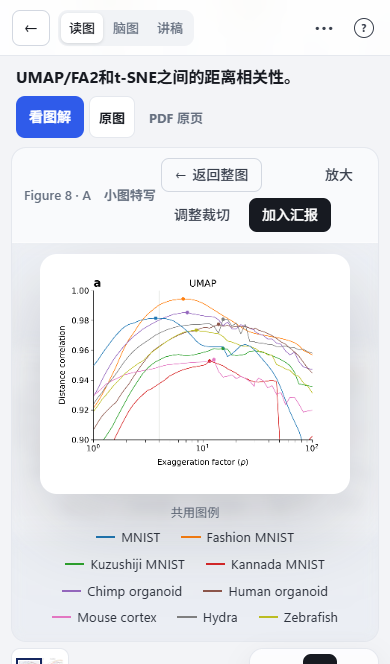 ←
读图
脑图
讲稿
...
?
UMAP/FA2和t-SNE之间的距离相关性。
看图解
原图
PDF 原页
Figure 8 · A 小图特写
← 返回整图
放大
调整裁切
加入汇报
a
UMAP
1.00
0.98
0.96
0.94
0.92
0.90
Distance correlation
10⁰
10¹
10²
Exaggeration factor (ρ)
共用图例
MNIST
Fashion MNIST
Kuzushiji MNIST
Kannada MNIST
Chimp organoid
Human organoid
Mouse cortex
Hydra
Zebrafish